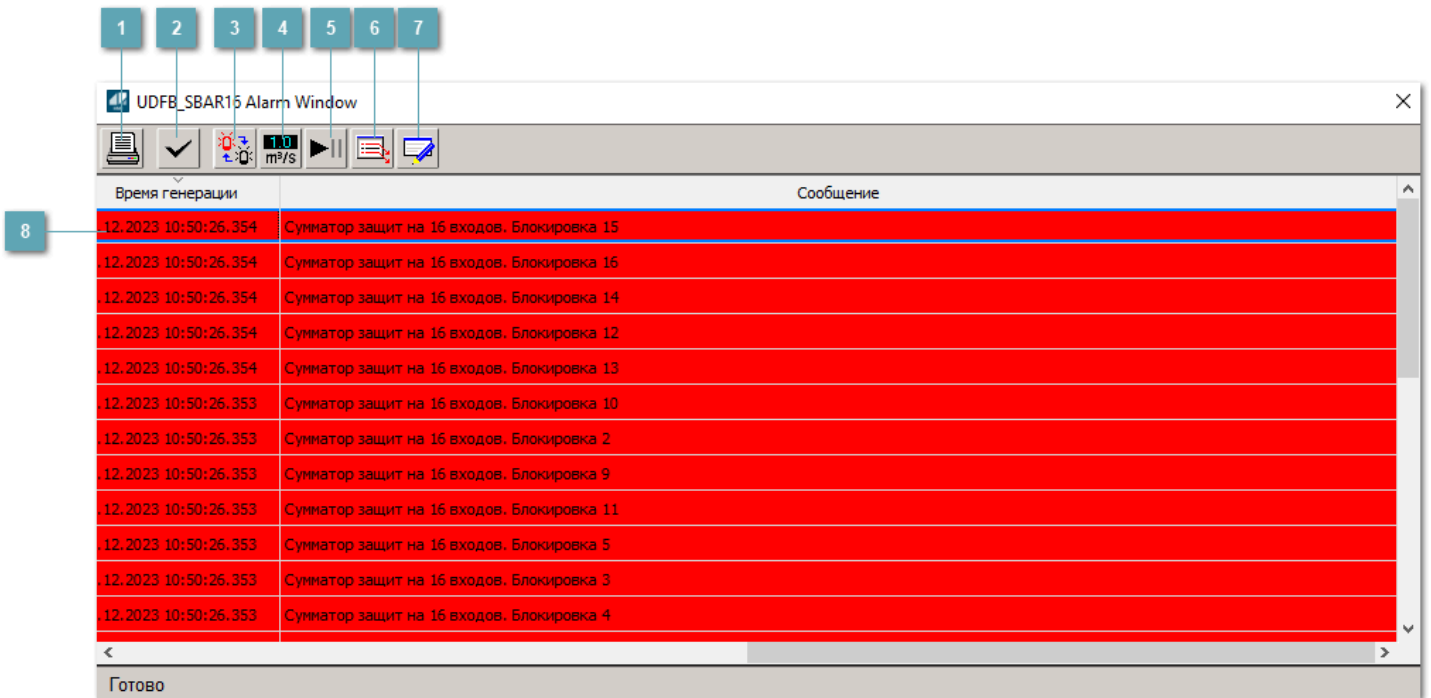 1 2 3 4 5 6 7
UDFB_SBAR16 Alarm Window
1.0
m³/s
Время генерации Сообщение
8
.12.2023 10:50:26.354 Сумматор защит на 16 входов. Блокировка 15
.12.2023 10:50:26.354 Сумматор защит на 16 входов. Блокировка 16
.12.2023 10:50:26.354 Сумматор защит на 16 входов. Блокировка 14
.12.2023 10:50:26.354 Сумматор защит на 16 входов. Блокировка 12
.12.2023 10:50:26.354 Сумматор защит на 16 входов. Блокировка 13
.12.2023 10:50:26.353 Сумматор защит на 16 входов. Блокировка 10
.12.2023 10:50:26.353 Сумматор защит на 16 входов. Блокировка 2
.12.2023 10:50:26.353 Сумматор защит на 16 входов. Блокировка 9
.12.2023 10:50:26.353 Сумматор защит на 16 входов. Блокировка 11
.12.2023 10:50:26.353 Сумматор защит на 16 входов. Блокировка 5
.12.2023 10:50:26.353 Сумматор защит на 16 входов. Блокировка 3
.12.2023 10:50:26.353 Сумматор защит на 16 входов. Блокировка 4
Готово